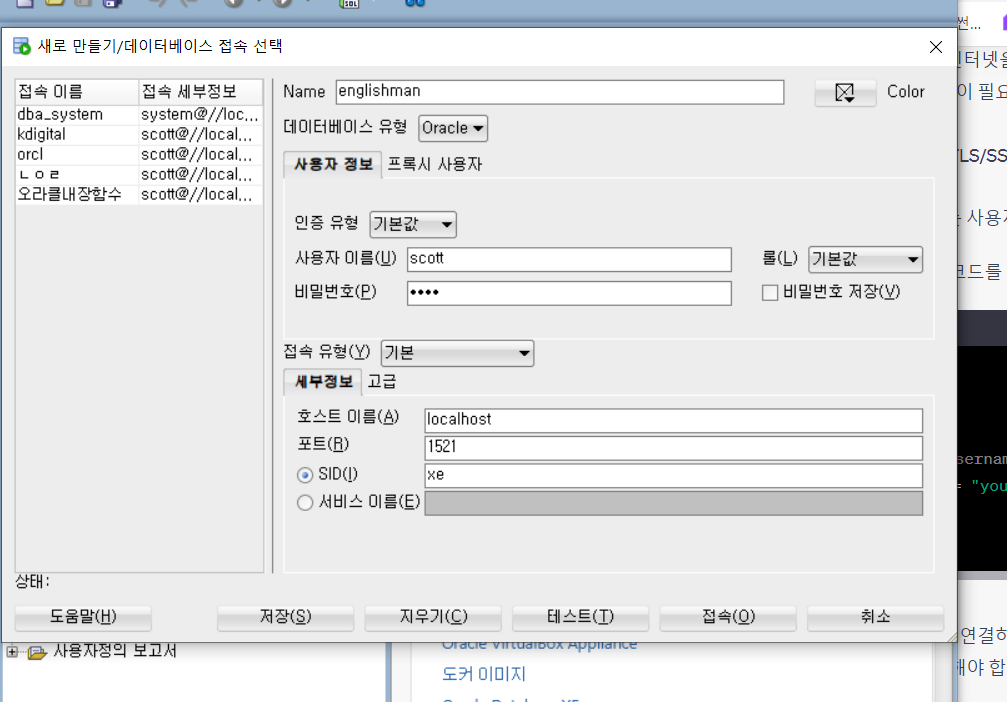 SQL
새로 만들기/데이터베이스 접속 선택
접속 이름 접속 세부정보
dba_system system@//loc...
kdigital scott@//local...
orcl scott@//local...
ㄴㅇㄹ scott@//local...
오라클내장함수 scott@//local...
Name englishman Color
데이터베이스 유형 Oracle
사용자 정보 프록시 사용자
인증 유형 기본값
사용자 이름(U) scott 롤(L) 기본값
비밀번호(P) •••• 비밀번호 저장(V)
접속 유형(Y) 기본
세부정보 고급
호스트 이름(A) localhost
포트(R) 1521
SID(I) xe
서비스 이름(E)
상태:
도움말(H) 저장(S) 지우기(C) 테스트(T) 접속(O) 취소
사용자정의 보고서
Oracle VirtualBox Appliance
도커 이미지
썬...
터넷을
이 필요
LS/SS
사용자
코드를
sernam
= "you
연결하
해야 합